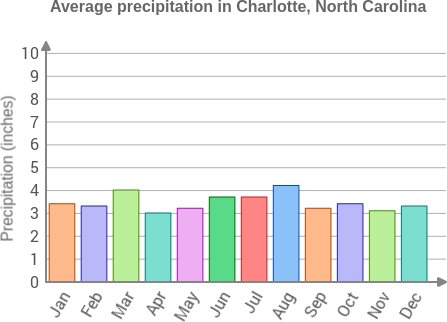 Average precipitation in Charlotte, North Carolina
Precipitation (inches)
10
9
8
7
6
5
4
3
2
1
0
Jan
Feb
Mar
Apr
May
Jun
Jul
Aug
Sep
Oct
Nov
Dec